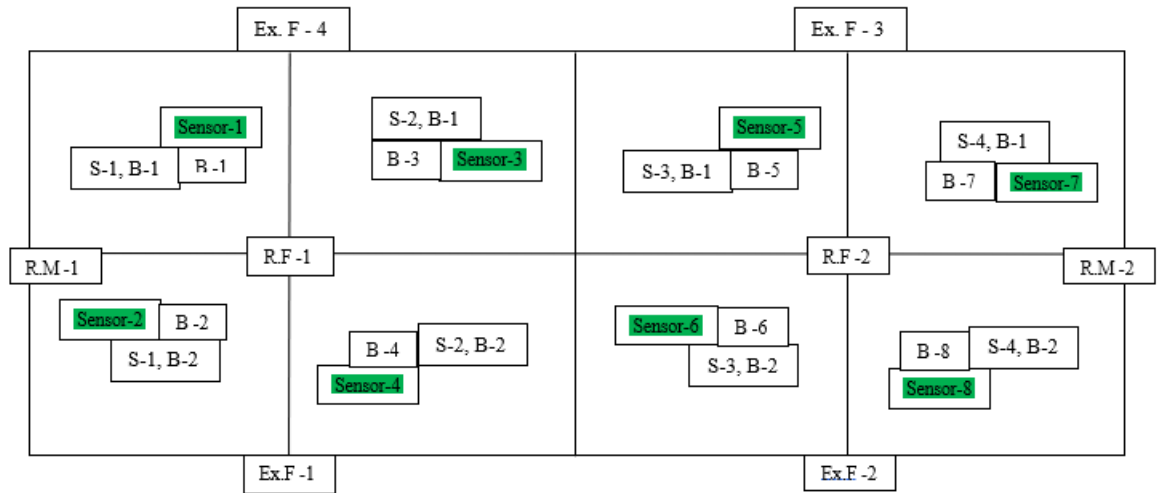 Ex. F - 4
Ex. F - 3
Sensor-1
S-1, B-1
B -1
S-2, B-1
B -3
Sensor-3
Sensor-5
S-3, B-1
B -5
S-4, B-1
B -7
Sensor-7
R.M -1
R.F -1
R.F -2
R.M -2
Sensor-2
B -2
S-1, B-2
B -4
S-2, B-2
Sensor-4
Sensor-6
B -6
S-3, B-2
B -8
S-4, B-2
Sensor-8
Ex.F -1
Ex.F -2